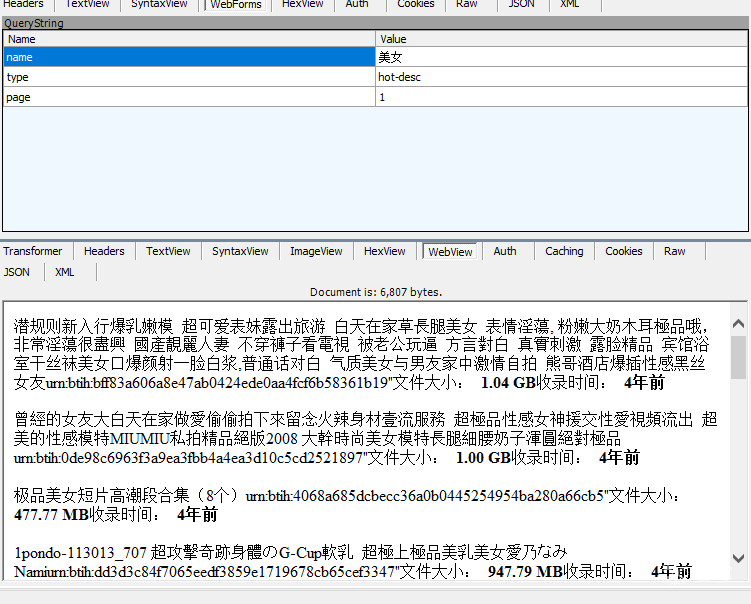 Headers TextView SyntaxView WebForms HexView Auth Cookies Raw JSON XML
QueryString
Name Value
name 美女
type hot-desc
page 1
Transformer Headers TextView SyntaxView ImageView HexView WebView Auth Caching Cookies Raw
JSON XML
Document is: 6,807 bytes.
潜规则新入行爆乳嫩模 超可爱表妹露出旅游 白天在家草長腿美女 表情淫荡,粉嫩大奶木耳極品哦，
非常淫荡很盡興 國產靚麗人妻 不穿褲子看電視 被老公玩逼 方言對白 真實刺激 露脸精品 宾馆浴
室干丝袜美女口爆颜射一脸白浆,普通话对白 气质美女与男友家中激情自拍 熊哥酒店爆插性感黑丝
女友urn:btih:bff83a606a8e47ab0424ede0aa4fcf6b58361b19"文件大小： 1.04 GB收录时间： 4年前
曾經的女友大白天在家做愛偷偷拍下來留念火辣身材壹流服務 超極品性感女神援交性愛視頻流出 超
美的性感模特MIUMIU私拍精品絕版2008 大幹時尚美女模特長腿細腰奶子渾圓絕對極品
urn:btih:0de98c6963f3a9ea3fbb4a4ea3d10c5cd2521897"文件大小： 1.00 GB收录时间： 4年前
极品美女短片高潮段合集（8个）urn:btih:4068a685dcbecc36a0b0445254954ba280a66cb5"文件大小：
477.77 MB收录时间： 4年前
1pondo-113013_707 超攻擊奇跡身體のG-Cup軟乳 超極上極品美乳美女愛乃なみ
Namiurn:btih:dd3d3c84f7065eedf3859e1719678cb65cef3347"文件大小： 947.79 MB收录时间： 4年前